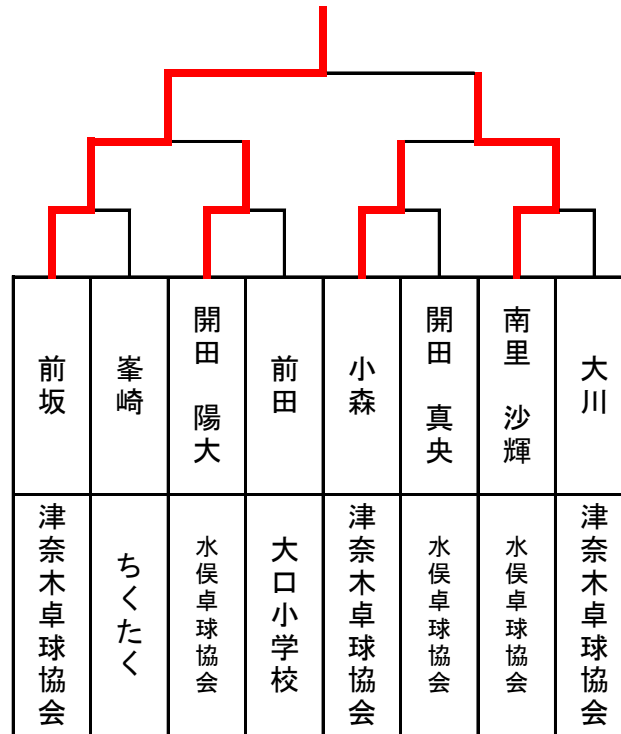 前坂
峯崎
開田 陽大
前田
小森
開田 真央
南里 沙輝
大川
津奈木卓球協会
ちくたく
水俣卓球協会
大口小学校
津奈木卓球協会
水俣卓球協会
水俣卓球協会
津奈木卓球協会